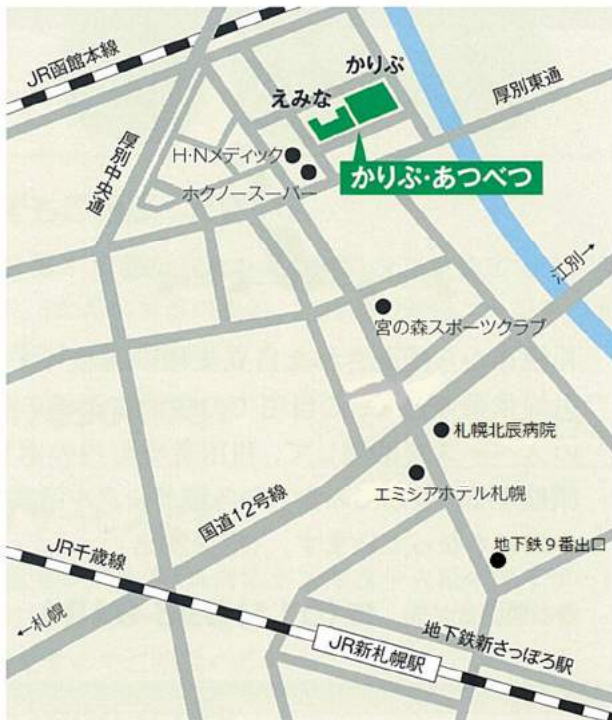 JR函館本線
かりぷ
えみな
厚別東通
厚別中央通
H・Nメディック
ホクノースーパー
かりぷ・あつべつ
江別→
宮の森スポーツクラブ
札幌北辰病院
エミシアホテル札幌
国道12号線
地下鉄9番出口
JR千歳線
←札幌
地下鉄新さっぽろ駅
JR新札幌駅